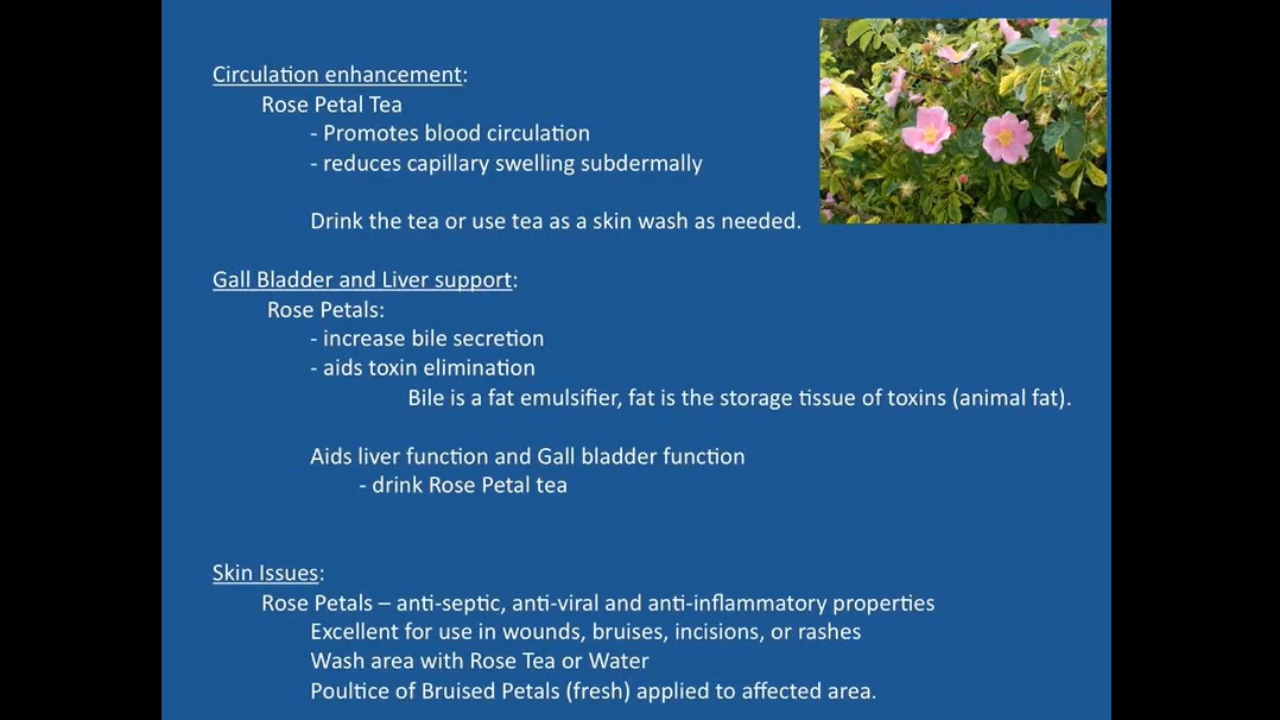 Circulation enhancement:
Rose Petal Tea
- Promotes blood circulation
- reduces capillary swelling subdermally
Drink the tea or use tea as a skin wash as needed.
Gall Bladder and Liver support:
Rose Petals:
- increase bile secretion
- aids toxin elimination
Bile is a fat emulsifier, fat is the storage tissue of toxins (animal fat).
Aids liver function and Gall bladder function
- drink Rose Petal tea
Skin Issues:
Rose Petals – anti-septic, anti-viral and anti-inflammatory properties
Excellent for use in wounds, bruises, incisions, or rashes
Wash area with Rose Tea or Water
Poultice of Bruised Petals (fresh) applied to affected area.